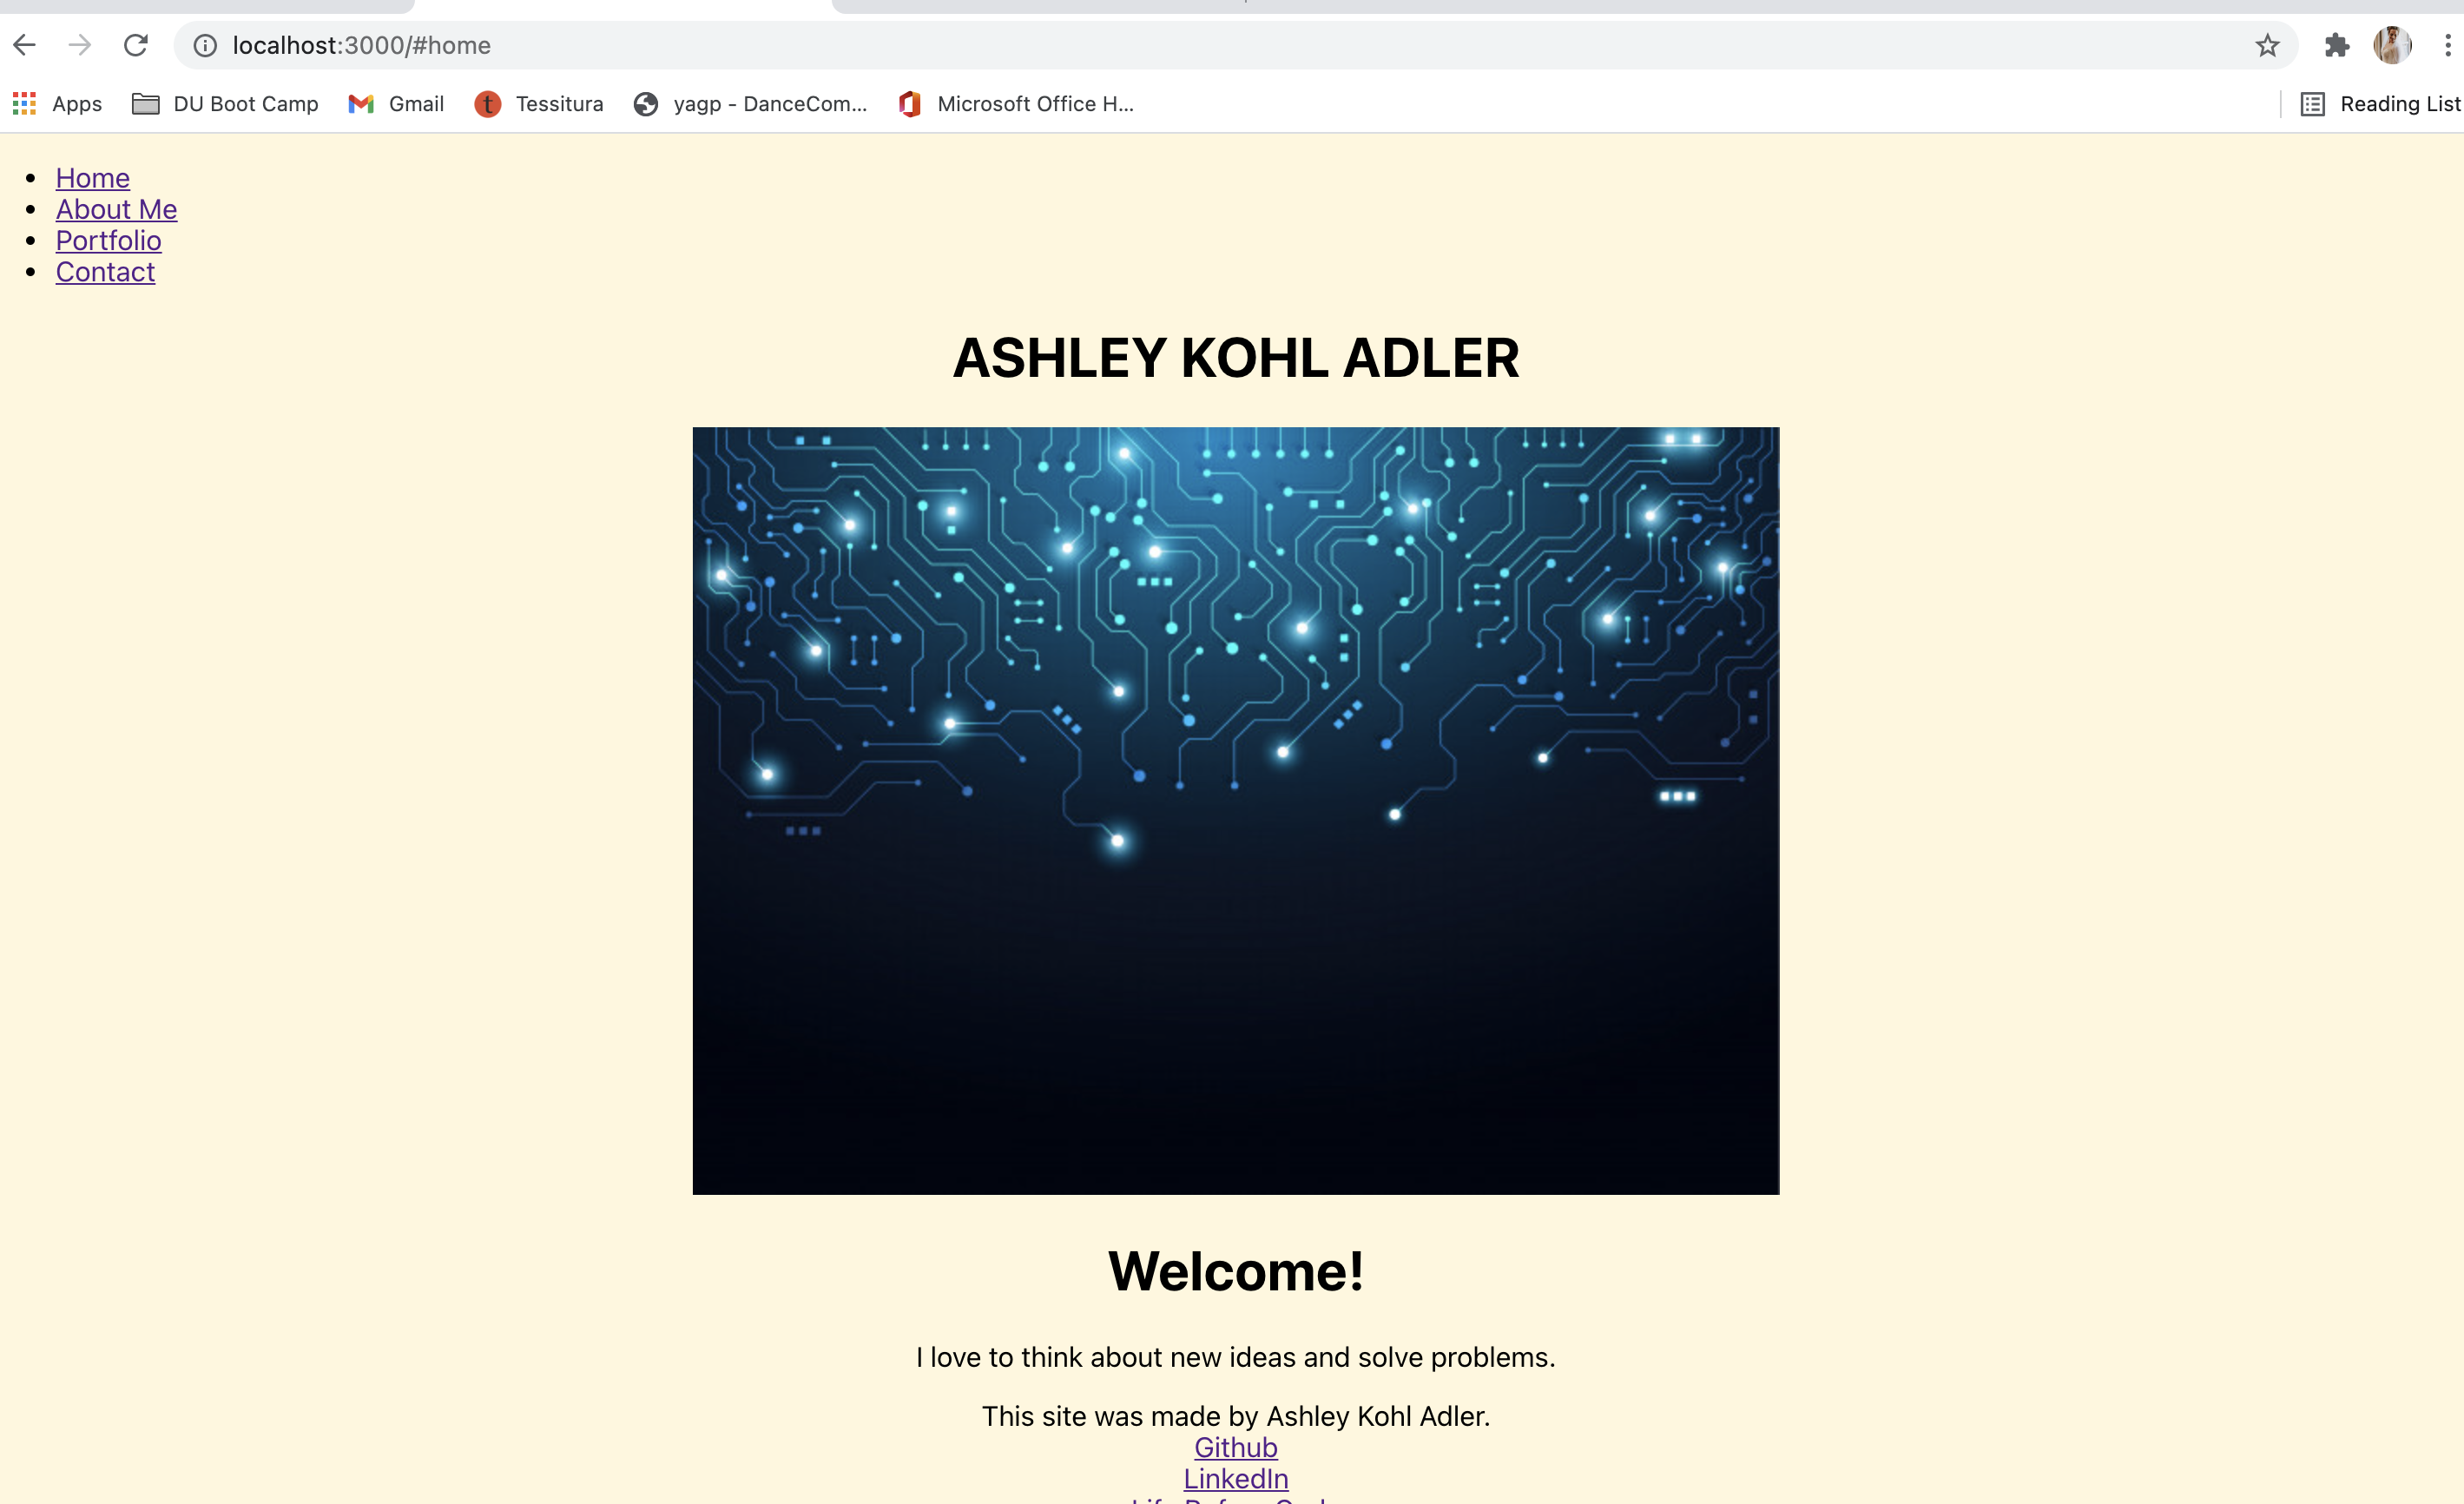 localhost:3000/#home
Apps DU Boot Camp Gmail t Tessitura yagp - DanceCom... Microsoft Office H... Reading List
Home
About Me
Portfolio
Contact
ASHLEY KOHL ADLER
Welcome!
I love to think about new ideas and solve problems.
This site was made by Ashley Kohl Adler.
Github
LinkedIn